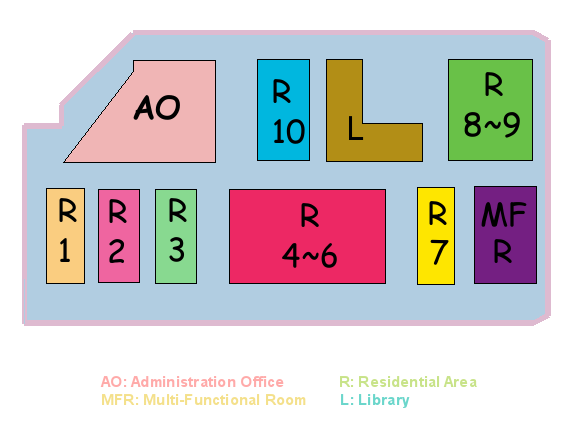 AO
R
10
L
R
8~9
R
1
R
2
R
3
R
4~6
R
7
MF
R
AO: Administration Office
R: Residential Area
MFR: Multi-Functional Room
L: Library